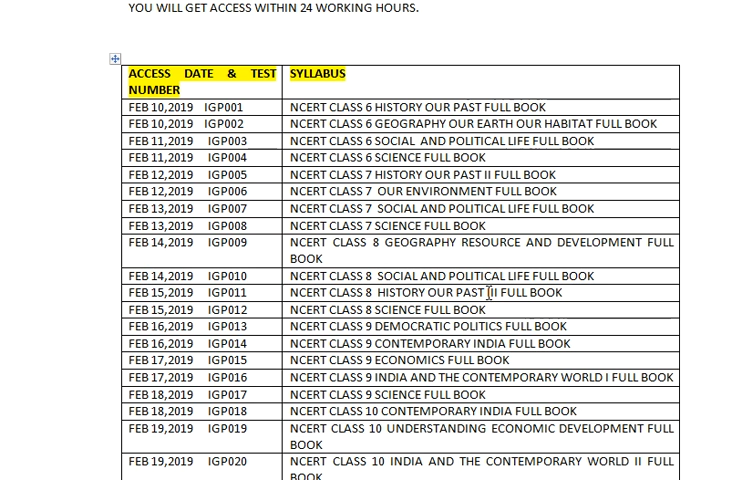 YOU WILL GET ACCESS WITHIN 24 WORKING HOURS.
ACCESS DATE & TEST NUMBER SYLLABUS
FEB 10,2019 IGP001 NCERT CLASS 6 HISTORY OUR PAST FULL BOOK
FEB 10,2019 IGP002 NCERT CLASS 6 GEOGRAPHY OUR EARTH OUR HABITAT FULL BOOK
FEB 11,2019 IGP003 NCERT CLASS 6 SOCIAL AND POLITICAL LIFE FULL BOOK
FEB 11,2019 IGP004 NCERT CLASS 6 SCIENCE FULL BOOK
FEB 12,2019 IGP005 NCERT CLASS 7 HISTORY OUR PAST II FULL BOOK
FEB 12,2019 IGP006 NCERT CLASS 7 OUR ENVIRONMENT FULL BOOK
FEB 13,2019 IGP007 NCERT CLASS 7 SOCIAL AND POLITICAL LIFE FULL BOOK
FEB 13,2019 IGP008 NCERT CLASS 7 SCIENCE FULL BOOK
FEB 14,2019 IGP009 NCERT CLASS 8 GEOGRAPHY RESOURCE AND DEVELOPMENT FULL
BOOK
FEB 14,2019 IGP010 NCERT CLASS 8 SOCIAL AND POLITICAL LIFE FULL BOOK
FEB 15,2019 IGP011 NCERT CLASS 8 HISTORY OUR PAST III FULL BOOK
FEB 15,2019 IGP012 NCERT CLASS 8 SCIENCE FULL BOOK
FEB 16,2019 IGP013 NCERT CLASS 9 DEMOCRATIC POLITICS FULL BOOK
FEB 16,2019 IGP014 NCERT CLASS 9 CONTEMPORARY INDIA FULL BOOK
FEB 17,2019 IGP015 NCERT CLASS 9 ECONOMICS FULL BOOK
FEB 17,2019 IGP016 NCERT CLASS 9 INDIA AND THE CONTEMPORARY WORLD I FULL BOOK
FEB 18,2019 IGP017 NCERT CLASS 9 SCIENCE FULL BOOK
FEB 18,2019 IGP018 NCERT CLASS 10 CONTEMPORARY INDIA FULL BOOK
FEB 19,2019 IGP019 NCERT CLASS 10 UNDERSTANDING ECONOMIC DEVELOPMENT FULL
BOOK
FEB 19,2019 IGP020 NCERT CLASS 10 INDIA AND THE CONTEMPORARY WORLD II FULL
BOOK